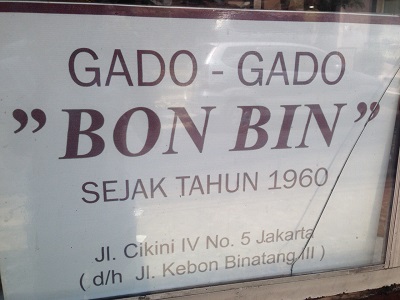 GADO - GADO
"BON BIN"
SEJAK TAHUN 1960
Jl. Cikini IV No. 5 Jakarta
( d/h Jl. Kebon Binatang III )